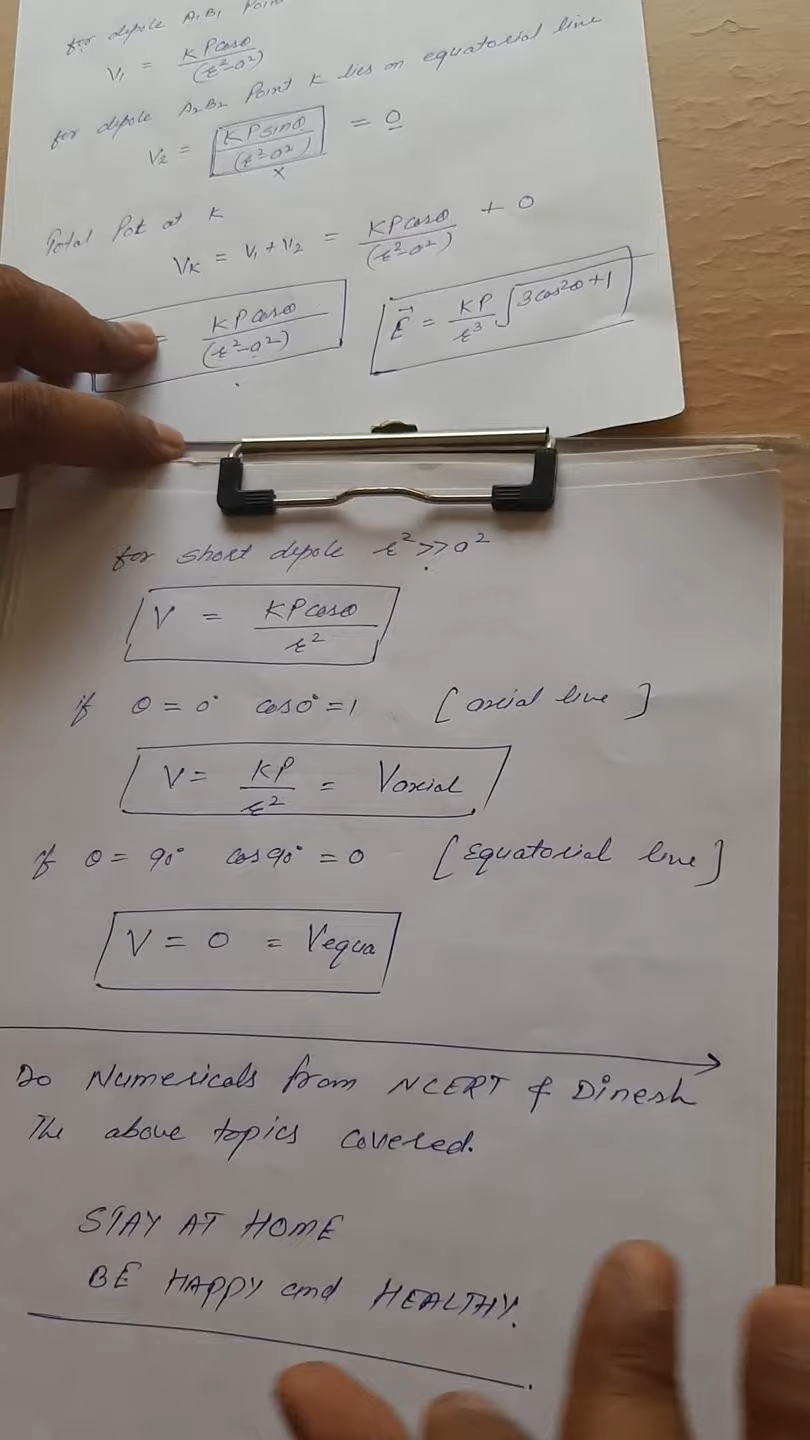 for dipole A₁B₁ Point
V₁ = KPcosθ/(r²-a²)
for dipole A₂B₂ Point K lies on equatorial line
V₂ = KPsinθ/(r²-a²) = 0
x
Total Pot at K
VK = V₁ + V₂ = KPcosθ/(r²-a²) + 0
= KPcosθ/(r²-a²) E⃗ = KP/r³ √3cos²θ+1
for short dipole r² >> a²
V = KPcosθ/r²
if θ = 0° cos0° = 1 [axial line]
V = KP/r² = Vaxial
if θ = 90° cos90° = 0 [Equatorial line]
V = 0 = Vequa
Do Numericals from NCERT & Dinesh
The above topics covered.
STAY AT HOME
BE HAPPY and HEALTHY.